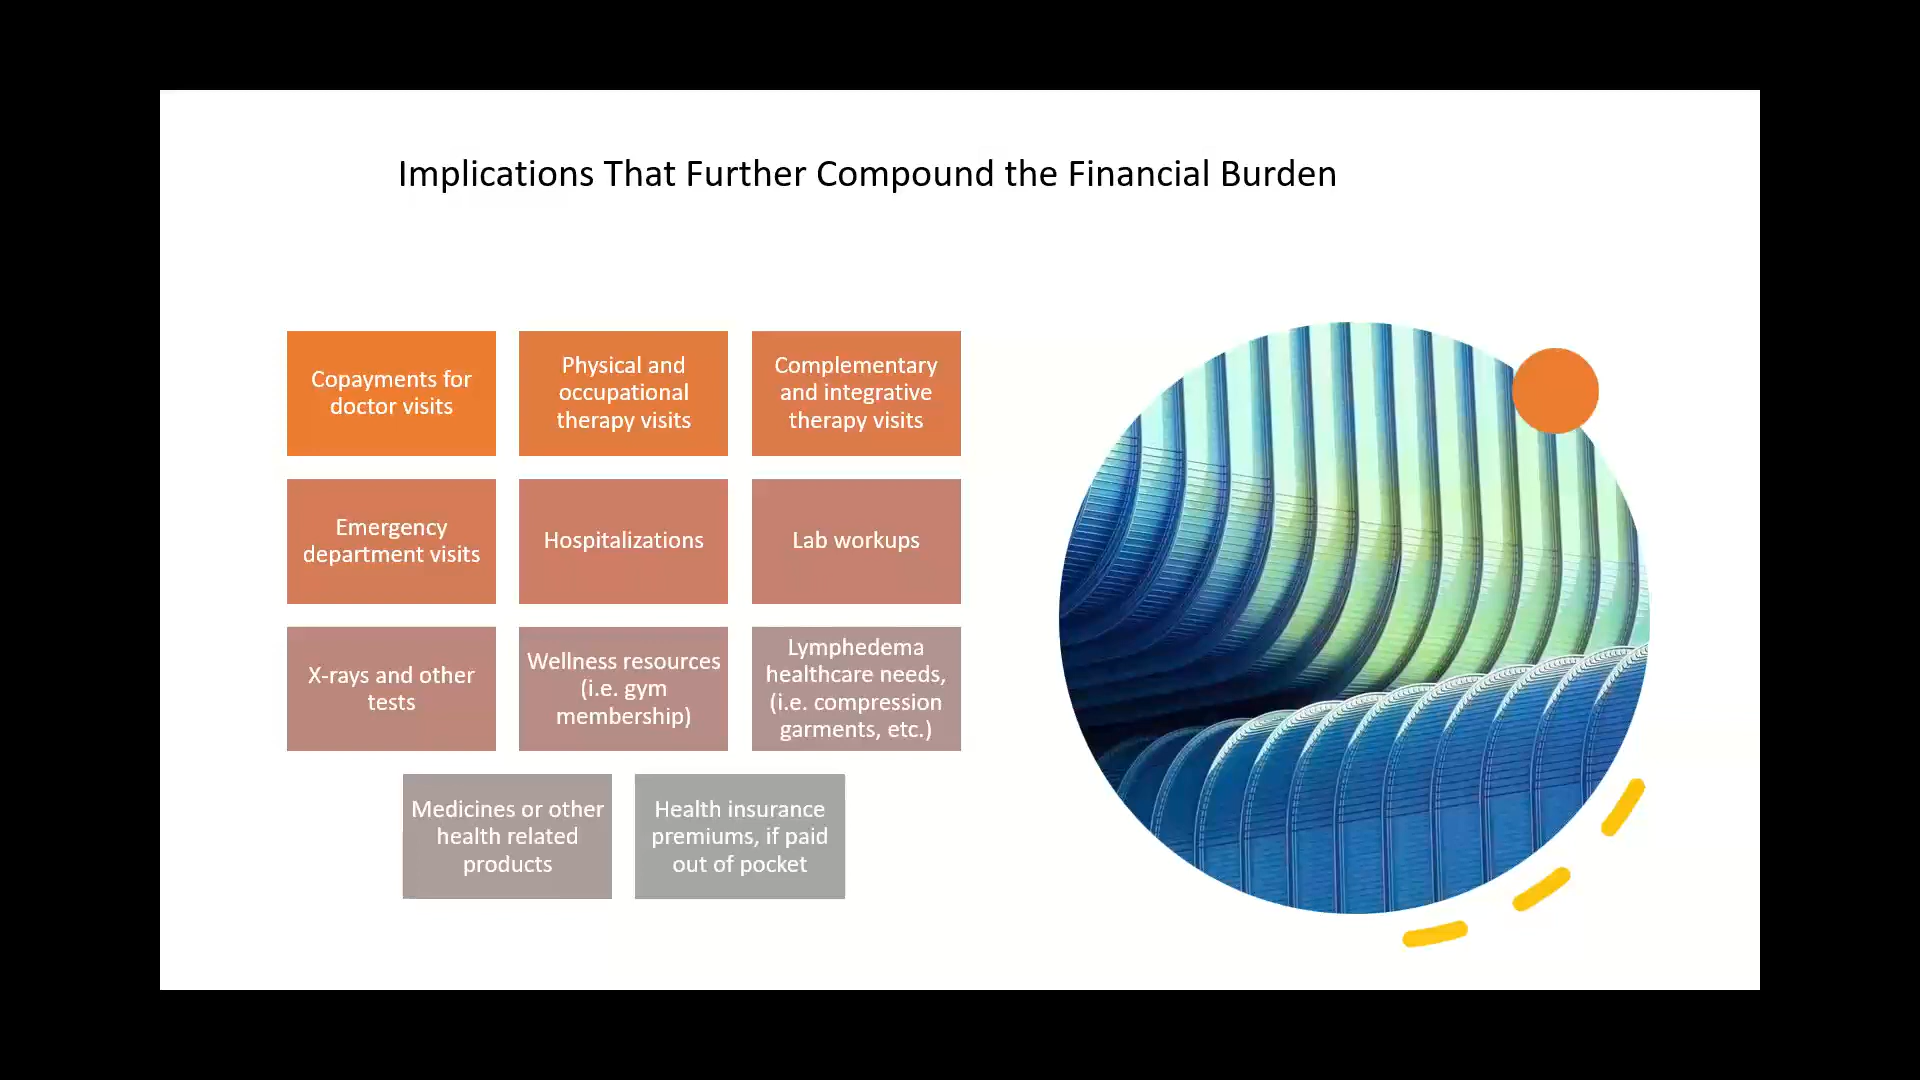 Implications That Further Compound the Financial Burden
Copayments for
doctor visits
Physical and
occupational
therapy visits
Complementary
and integrative
therapy visits
Emergency
department visits
Hospitalizations
Lab workups
X-rays and other
tests
Wellness resources
(i.e. gym
membership)
Lymphedema
healthcare needs,
(i.e. compression
garments, etc.)
Medicines or other
health related
products
Health insurance
premiums, if paid
out of pocket